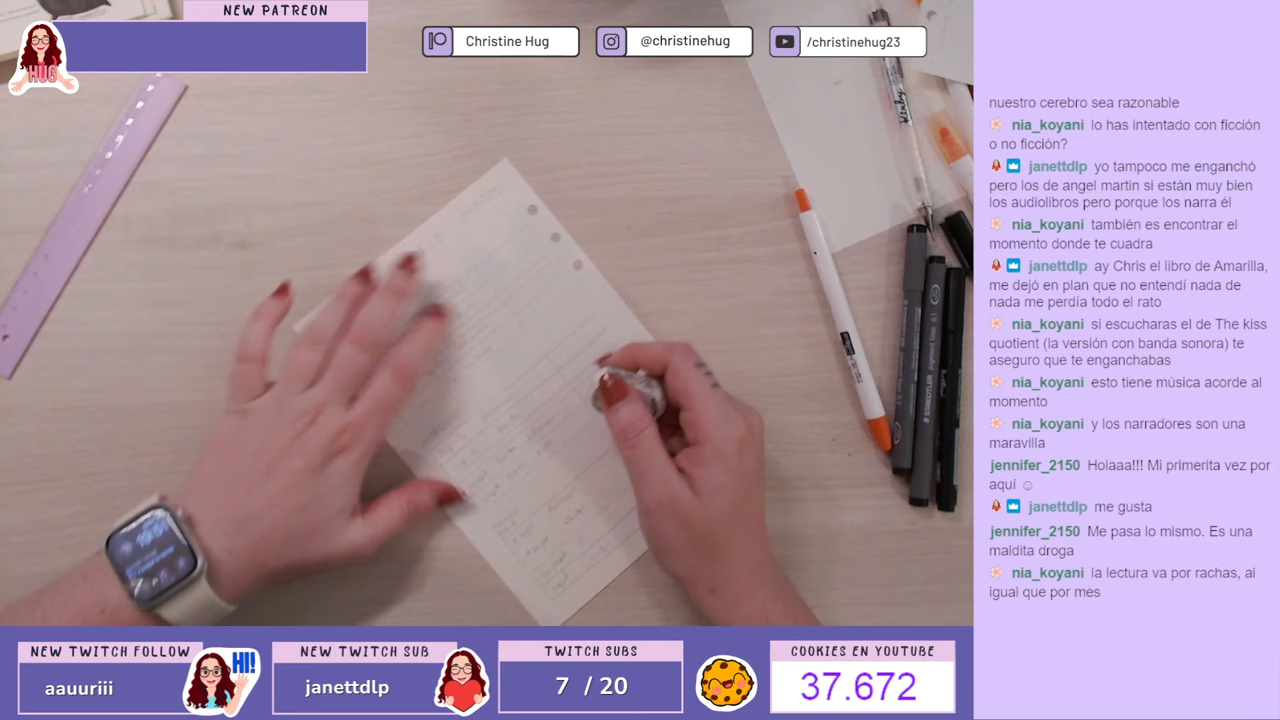 NEW PATREON
HUG
Christine Hug
@christinehug
/christinehug23
nuestro cerebro sea razonable
nia_koyani lo has intentado con ficción
o no ficción?
janettdlp yo tampoco me enganchó
pero los de angel martin si están muy bien
los audiolibros pero porque los narra él
nia_koyani también es encontrar el
momento donde te cuadra
janettdlp ay Chris el libro de Amarilla,
me dejó en plan que no entendí nada de
nada me perdía todo el rato
nia_koyani si escucharas el de The kiss
quotient (la versión con banda sonora) te
aseguro que te enganchabas
nia_koyani esto tiene música acorde al
momento
nia_koyani y los narradores son una
maravilla
jennifer_2150 Holaaa!!! Mi primerita vez por
aquí ☺
janettdlp me gusta
jennifer_2150 Me pasa lo mismo. Es una
maldita droga
nia_koyani la lectura va por rachas, al
igual que por mes
STAEDTLER pigment liner
NEW TWITCH FOLLOW
aauuriii
HI!
NEW TWITCH SUB
janettdlp
TWITCH SUBS
7 / 20
COOKIES EN YOUTUBE
37.672